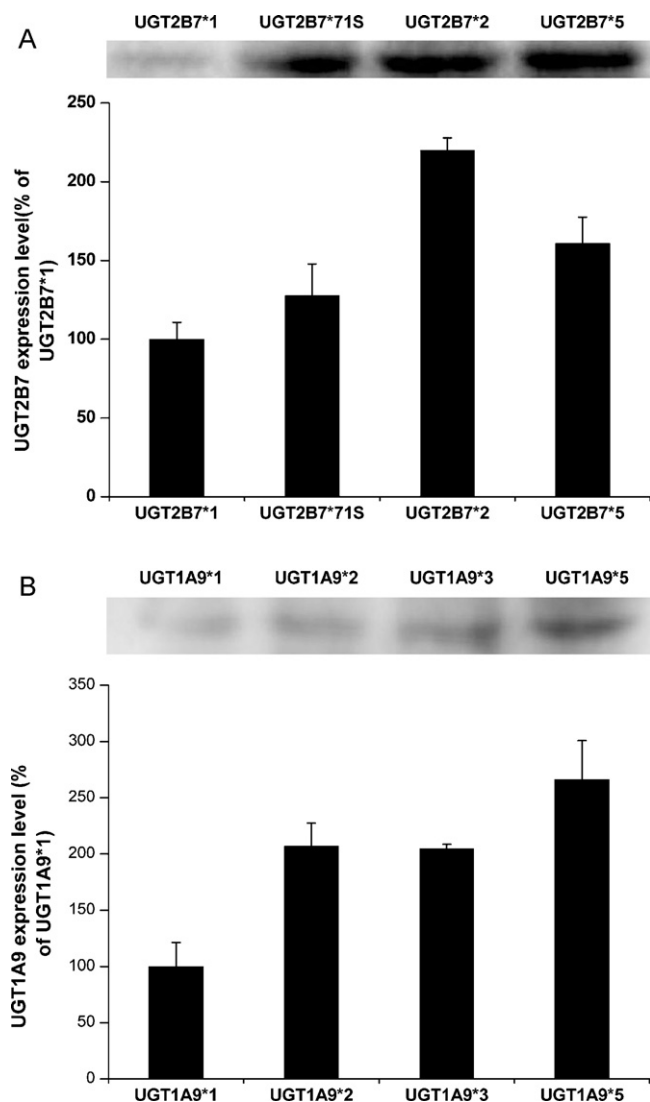 A
UGT2B7*1 UGT2B7*71S UGT2B7*2 UGT2B7*5
250
200
150
100
50
0
UGT2B7 expression level(% of
UGT2B7*1)
UGT2B7*1 UGT2B7*71S UGT2B7*2 UGT2B7*5
B
UGT1A9*1 UGT1A9*2 UGT1A9*3 UGT1A9*5
350
300
250
200
150
100
50
0
UGT1A9 expression level (%
of UGT1A9*1)
UGT1A9*1 UGT1A9*2 UGT1A9*3 UGT1A9*5